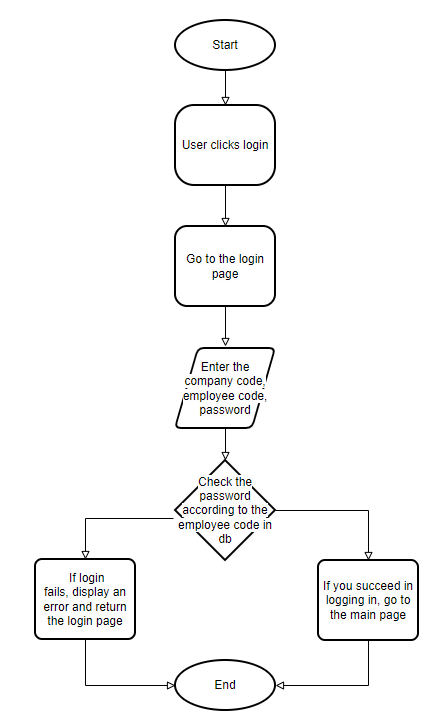 Start
User clicks login
Go to the login
page
Enter the
company code,
employee code,
password
Check the
password
according to the
employee code in
db
If login
fails, display an
error and return
the login page
If you succeed in
logging in, go to
the main page
End